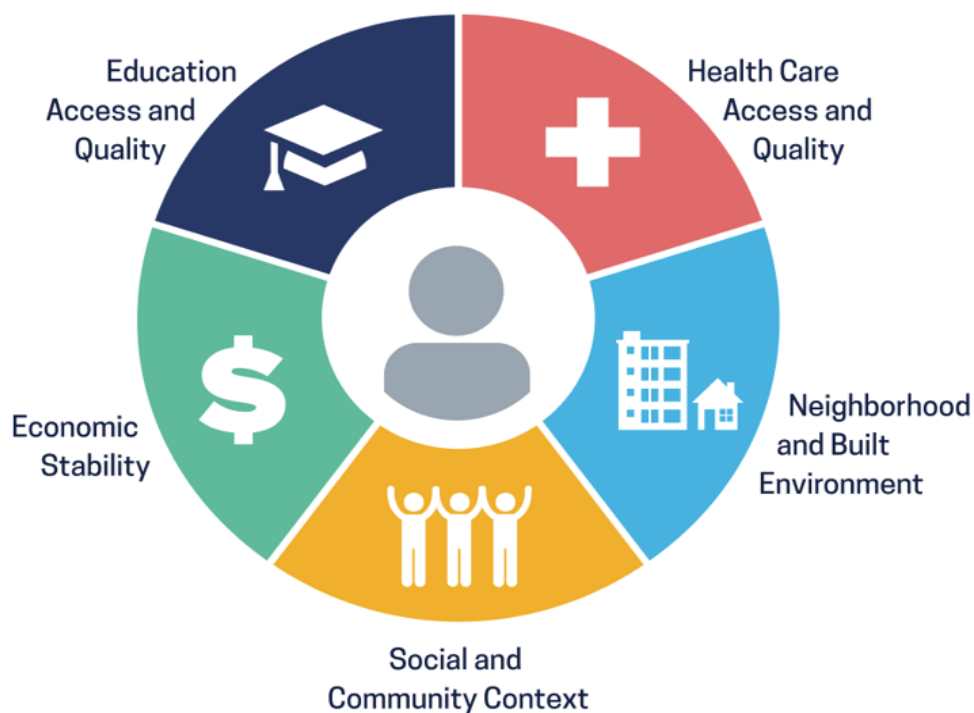 Education
Access and
Quality
Health Care
Access and
Quality
Economic
Stability
Neighborhood
and Built
Environment
Social and
Community Context